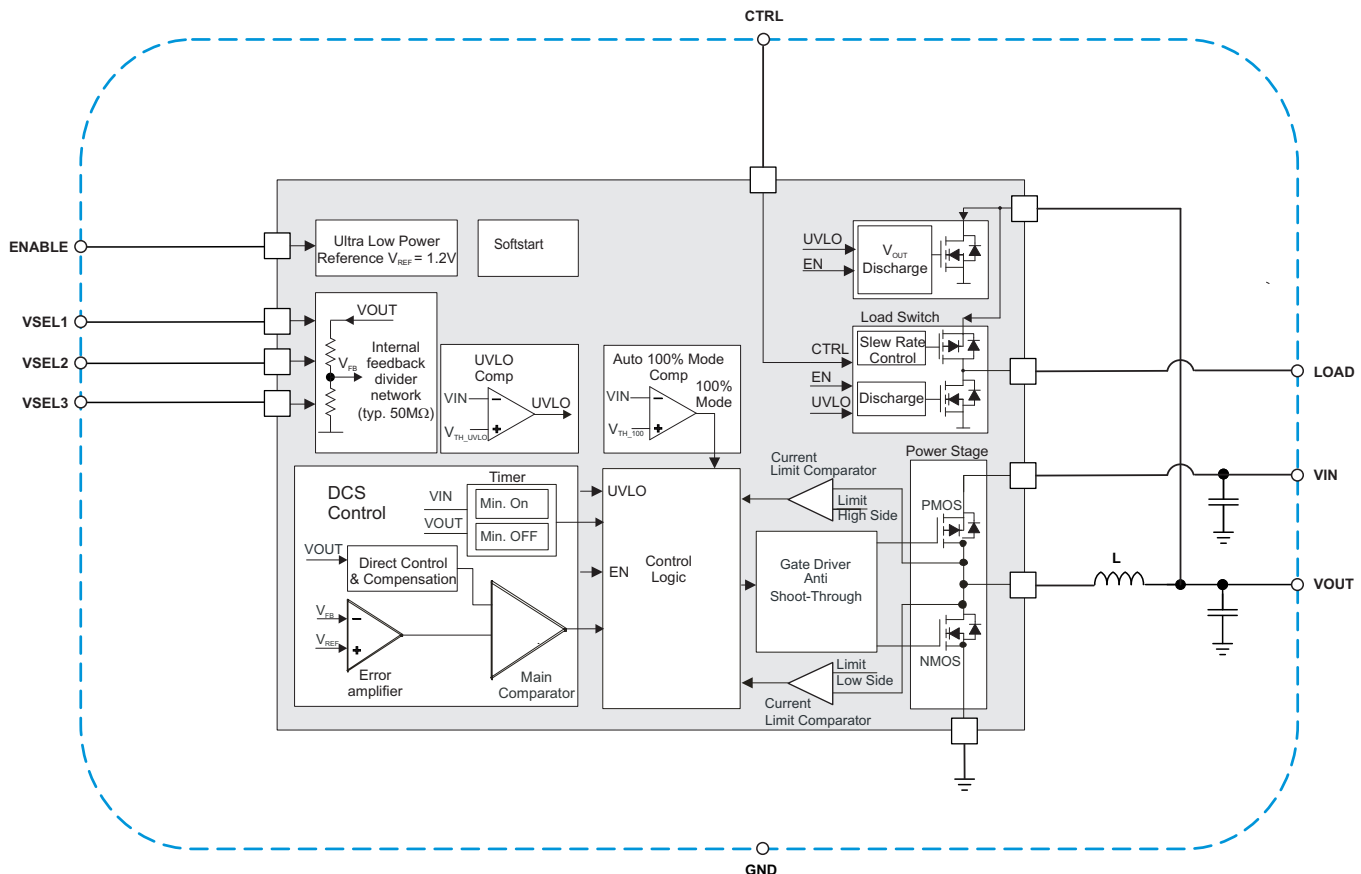 CTRL
ENABLE
VSEL1
VSEL2
VSEL3
Ultra Low Power
Reference VREF = 1.2V
Softstart
VOUT
VFB
Internal
feedback
divider
network
(typ. 50MΩ)
UVLO
Comp
VIN
VTH_UVLO
UVLO
Auto 100% Mode
Comp
VIN
VTH_100
100%
Mode
UVLO
EN
VOUT
Discharge
Load Switch
CTRL
EN
UVLO
Slew Rate
Control
Discharge
LOAD
VIN
VOUT
L
DCS
Control
Timer
VIN
VOUT
Min. On
Min. OFF
VOUT
Direct Control
& Compensation
VFB
VREF
Error
amplifier
Main
Comparator
UVLO
EN
Control
Logic
Current
Limit Comparator
Limit
High Side
Gate Driver
Anti
Shoot-Through
Limit
Low Side
Current
Limit Comparator
Power Stage
PMOS
NMOS
GND